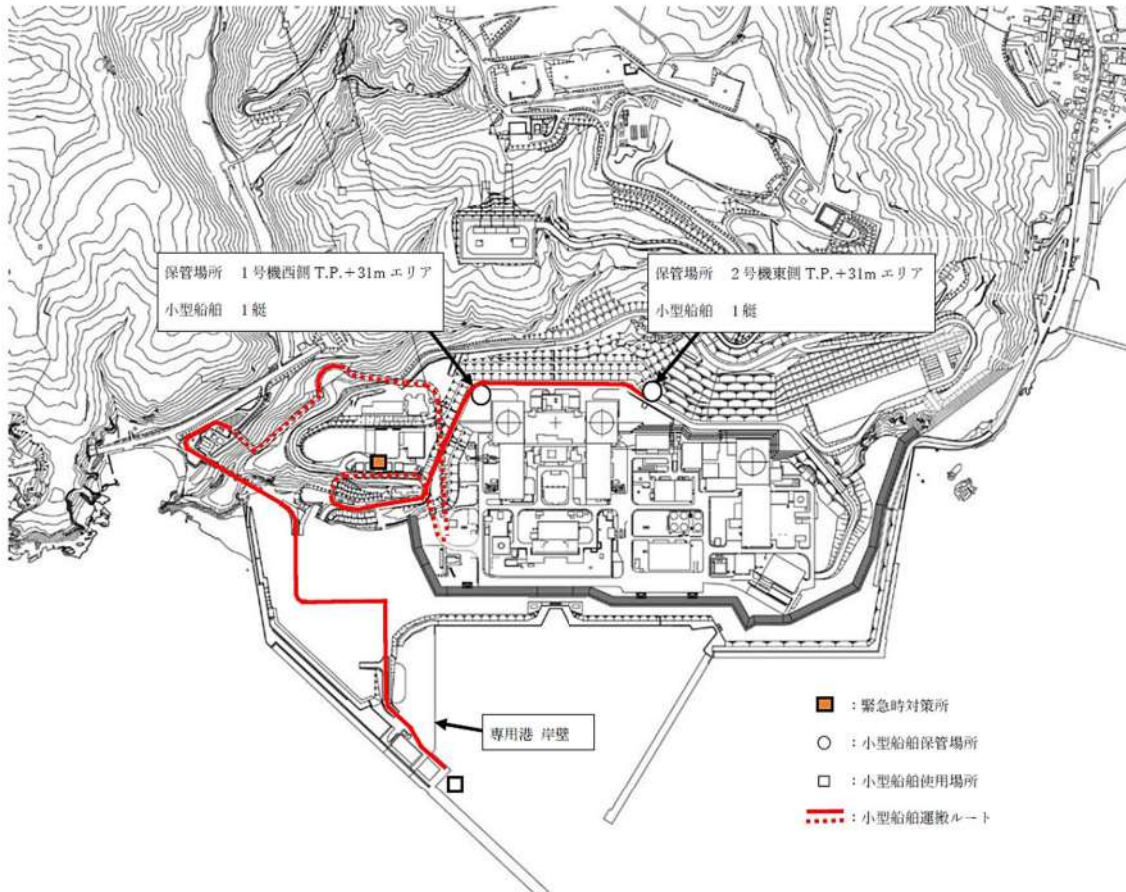 保管場所 1号機西側 T.P.+31m エリア
小型船舶 1艇
保管場所 2号機東側 T.P.+31m エリア
小型船舶 1艇
専用港 岸壁
：緊急時対策所
：小型船舶保管場所
：小型船舶使用場所
：小型船舶運搬ルート